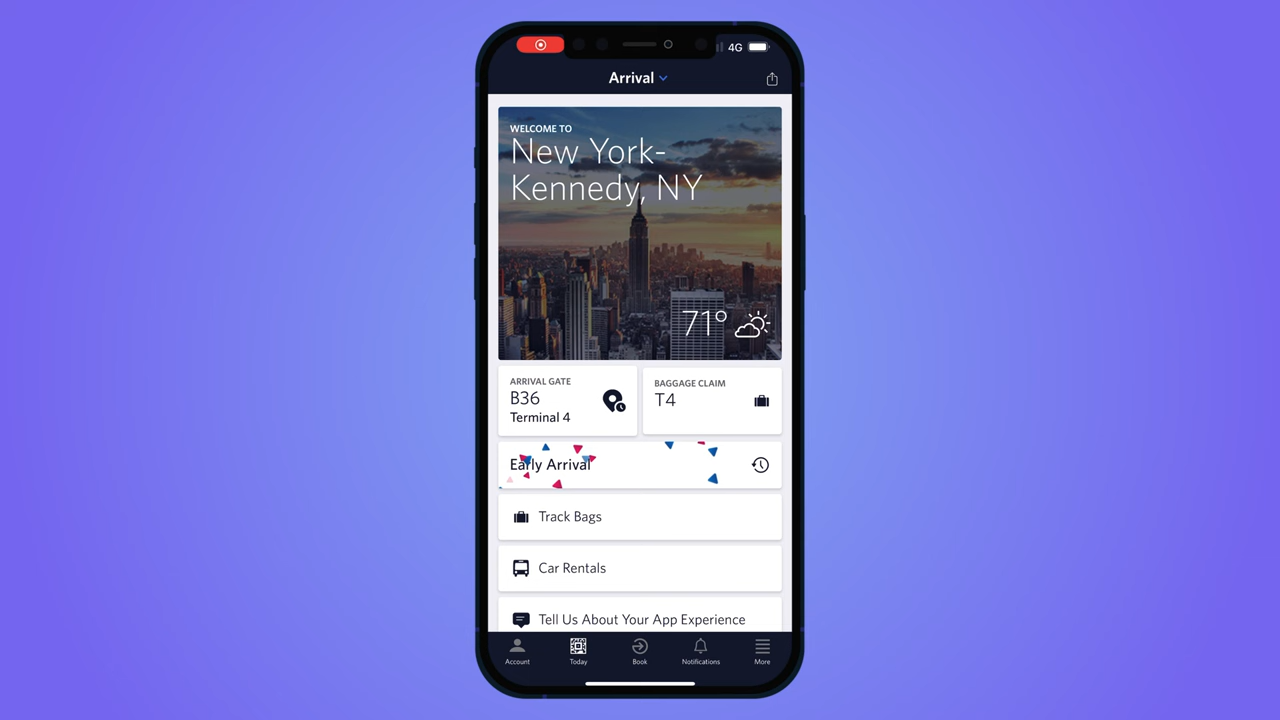 4G
Arrival
WELCOME TO
New York-
Kennedy, NY
71°
ARRIVAL GATE
B36
Terminal 4
BAGGAGE CLAIM
T4
Early Arrival
Track Bags
Car Rentals
Tell Us About Your App Experience
Account
Today
Book
Notifications
More